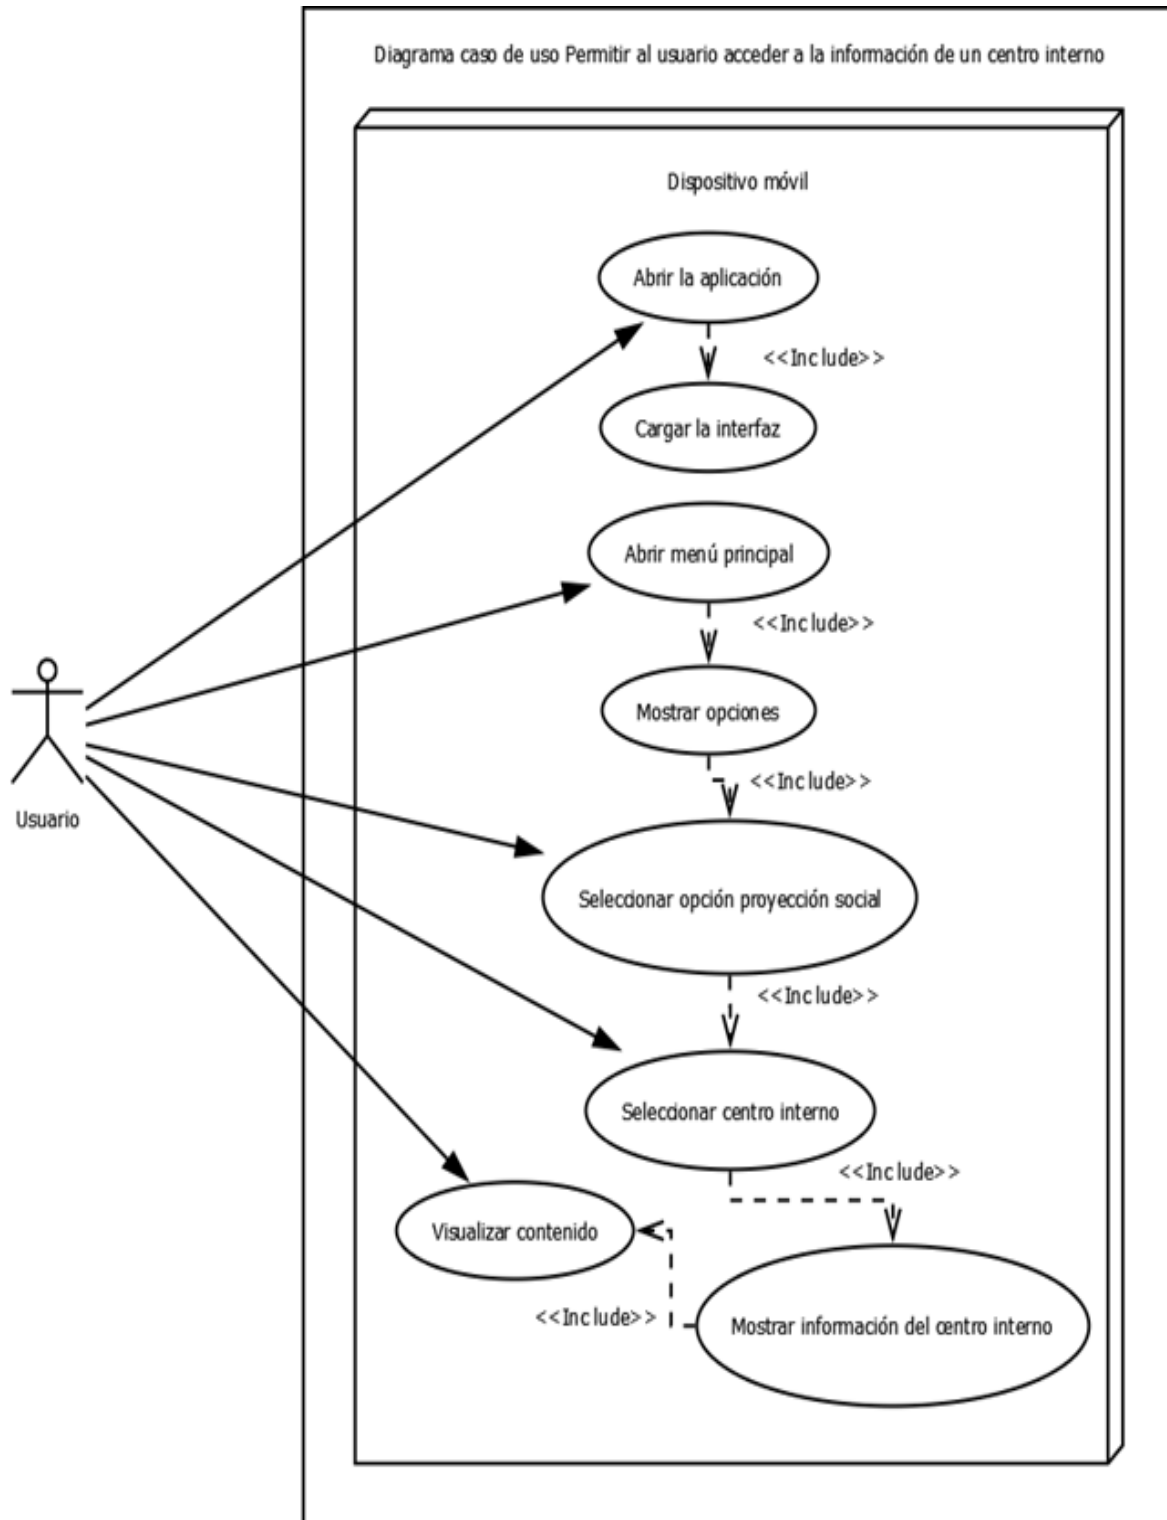 Diagrama caso de uso Permitir al usuario acceder a la información de un centro interno
Dispositivo móvil
Abrir la aplicación
<<Include>>
Cargar la interfaz
Abrir menú principal
<<Include>>
Mostrar opciones
<<Include>>
Usuario
Seleccionar opción proyección social
<<Include>>
Seleccionar centro interno
<<Include>>
Visualizar contenido
<<Include>>
Mostrar información del centro interno